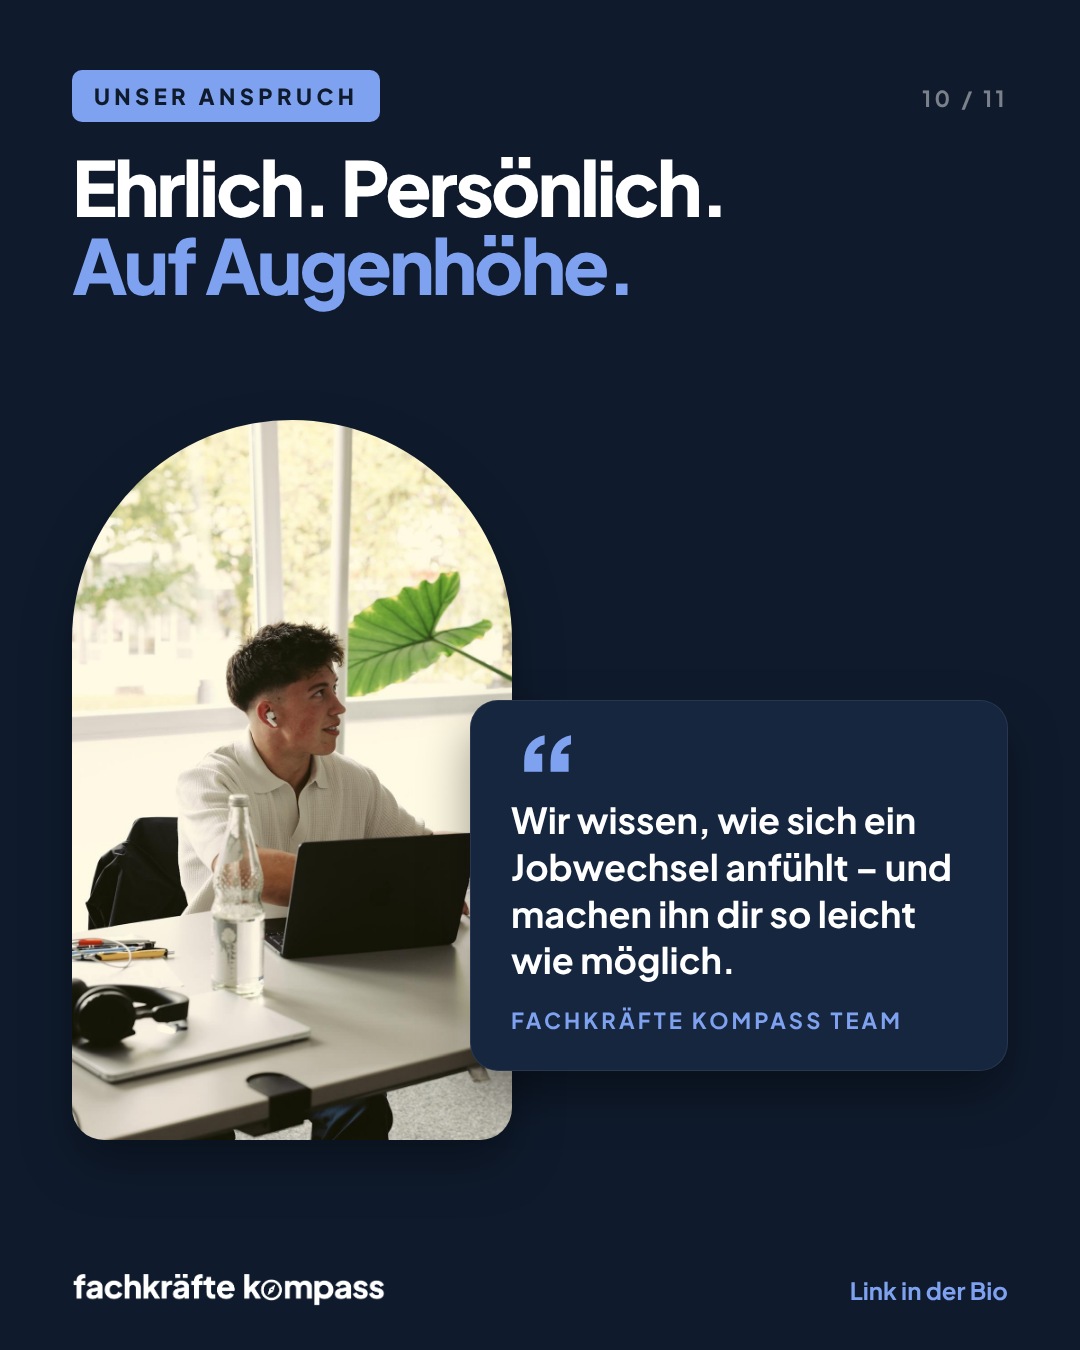 UNSER ANSPRUCH
10 / 11
Ehrlich. Persönlich.
Auf Augenhöhe.
“
Wir wissen, wie sich ein
Jobwechsel anfühlt – und
machen ihn dir so leicht
wie möglich.
FACHKRÄFTE KOMPASS TEAM
fachkräfte kompass
Link in der Bio